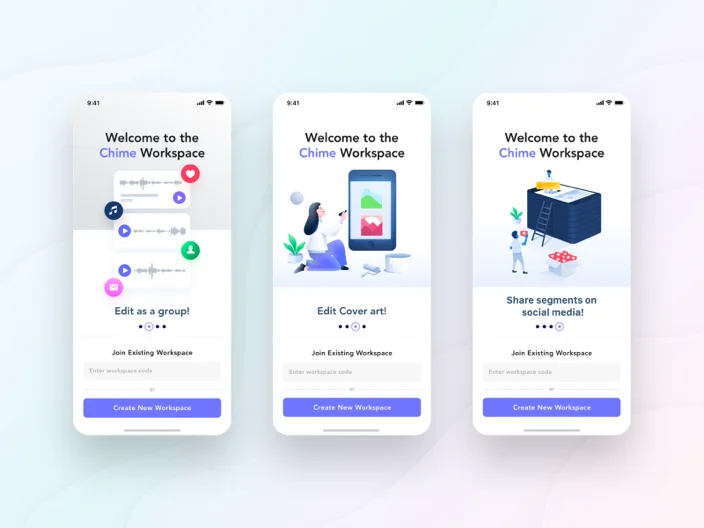 9:41
Welcome to the
Chime Workspace
Edit as a group!
Join Existing Workspace
Enter workspace code
or
Create New Workspace
9:41
Welcome to the
Chime Workspace
Edit Cover art!
Join Existing Workspace
Enter workspace code
or
Create New Workspace
9:41
Welcome to the
Chime Workspace
Share segments on
social media!
Join Existing Workspace
Enter workspace code
or
Create New Workspace